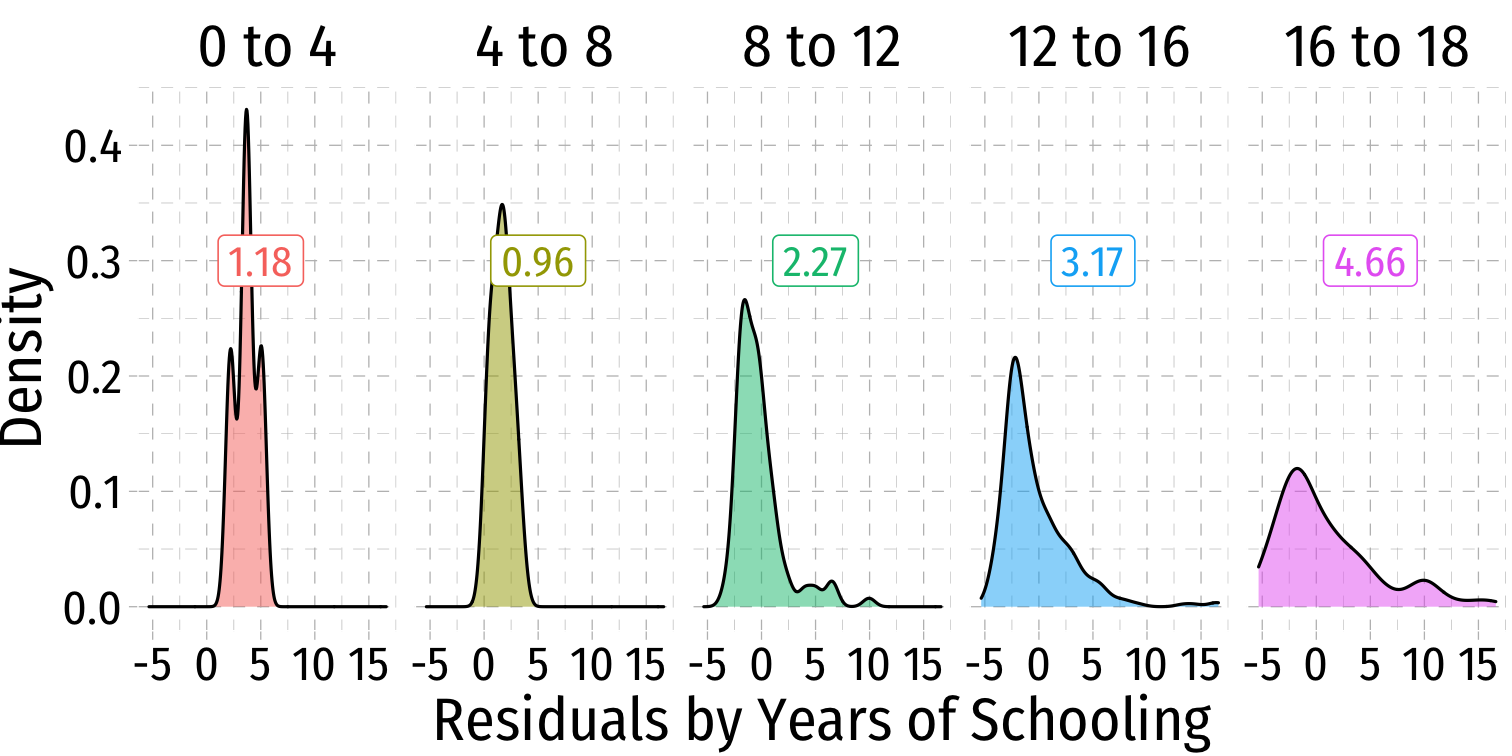 0 to 4 4 to 8 8 to 12 12 to 16 16 to 18
0.4
0.3 1.18 0.96 2.27 3.17 4.66
0.2
0.1
0.0
Density
-5 0 5 10 15 -5 0 5 10 15 -5 0 5 10 15 -5 0 5 10 15 -5 0 5 10 15
Residuals by Years of Schooling